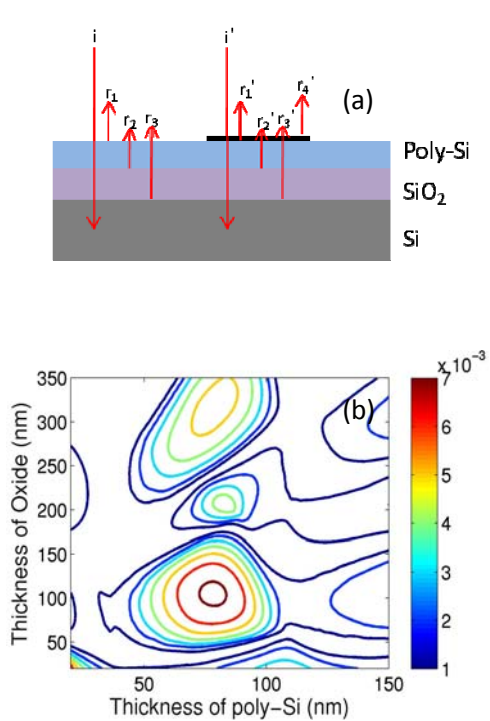 i
i'
r1
r2
r3
r1'
r2'
r3'
r4'
(a)
Poly-Si
SiO2
Si
x 10⁻³
350
300
250
200
150
100
50
50
100
150
(b)
7
6
5
4
3
2
1
Thickness of Oxide (nm)
Thickness of poly-Si (nm)